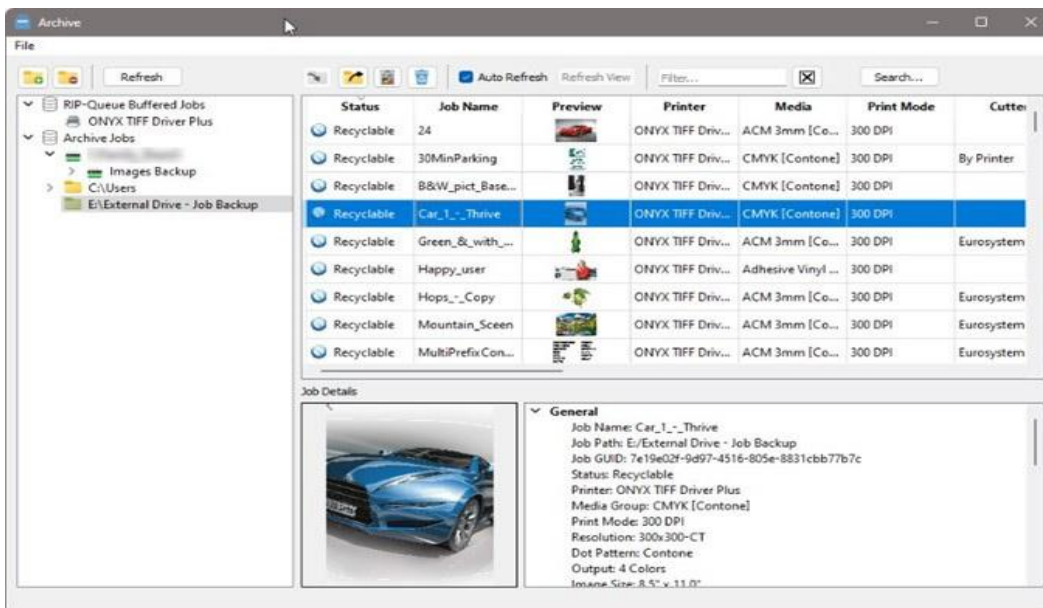 Archive
File
Refresh
Auto Refresh Refresh View Filter... Search...
RIP-Queue Buffered Jobs
ONYX TIFF Driver Plus
Archive Jobs
Images Backup
C:\Users
E:\External Drive - Job Backup
Status Job Name Preview Printer Media Print Mode Cutte
Recyclable 24 ONYX TIFF Driv... ACM 3mm [Co... 300 DPI
Recyclable 30MinParking ONYX TIFF Driv... CMYK [Contone] 300 DPI By Printer
Recyclable B&W_pict_Base... ONYX TIFF Driv... CMYK [Contone] 300 DPI
Recyclable Car_1_-_Thrive ONYX TIFF Driv... CMYK [Contone] 300 DPI
Recyclable Green_&_with_... ONYX TIFF Driv... ACM 3mm [Co... 300 DPI Eurosystem
Recyclable Happy_user ONYX TIFF Driv... Adhesive Vinyl ... 300 DPI
Recyclable Hops_-_Copy ONYX TIFF Driv... ACM 3mm [Co... 300 DPI Eurosystem
Recyclable Mountain_Sceen ONYX TIFF Driv... ACM 3mm [Co... 300 DPI Eurosystem
Recyclable MultiPrefixCon... ONYX TIFF Driv... ACM 3mm [Co... 300 DPI Eurosystem
Job Details
General
Job Name: Car_1_-_Thrive
Job Path: E:/External Drive - Job Backup
Job GUID: 7e19e02f-9d97-4516-805e-8831cbb77b7c
Status: Recyclable
Printer: ONYX TIFF Driver Plus
Media Group: CMYK [Contone]
Print Mode: 300 DPI
Resolution: 300x300-CT
Dot Pattern: Contone
Output: 4 Colors
Image Size: 8.5" x 11.0"